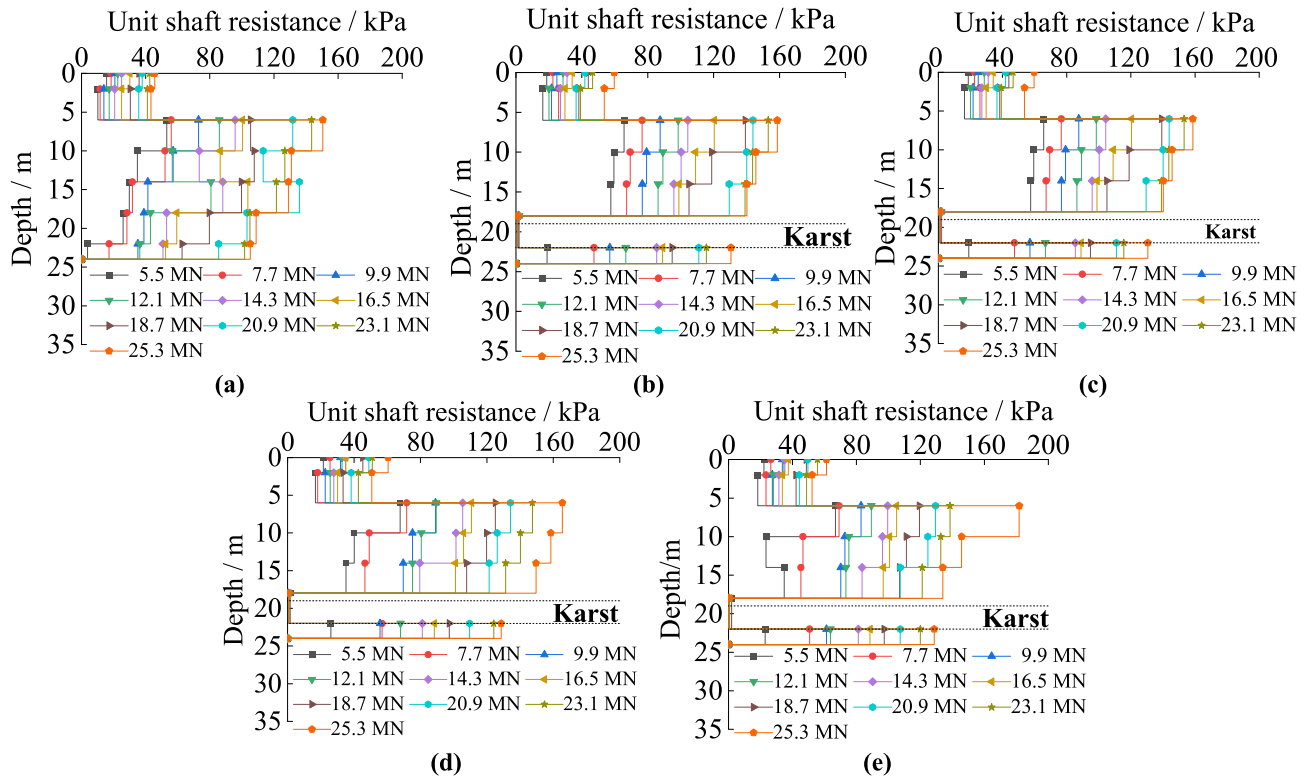 Unit shaft resistance / kPa
0 40 80 120 160 200
Depth / m
0
5
10
15
20
25
30
35
5.5 MN 7.7 MN 9.9 MN
12.1 MN 14.3 MN 16.5 MN
18.7 MN 20.9 MN 23.1 MN
25.3 MN
(a)
Unit shaft resistance / kPa
0 40 80 120 160 200
Depth / m
0
5
10
15
20
25
30
35
Karst
5.5 MN 7.7 MN 9.9 MN
12.1 MN 14.3 MN 16.5 MN
18.7 MN 20.9 MN 23.1 MN
25.3 MN
(b)
Unit shaft resistance / kPa
0 40 80 120 160 200
Depth / m
0
5
10
15
20
25
30
35
Karst
5.5 MN 7.7 MN 9.9 MN
12.1 MN 14.3 MN 16.5 MN
18.7 MN 20.9 MN 23.1 MN
25.3 MN
(c)
Unit shaft resistance / kPa
0 40 80 120 160 200
Depth / m
0
5
10
15
20
25
30
35
Karst
5.5 MN 7.7 MN 9.9 MN
12.1 MN 14.3 MN 16.5 MN
18.7 MN 20.9 MN 23.1 MN
25.3 MN
(d)
Unit shaft resistance / kPa
0 40 80 120 160 200
Depth/m
0
5
10
15
20
25
30
35
Karst
5.5 MN 7.7 MN 9.9 MN
12.1 MN 14.3 MN 16.5 MN
18.7 MN 20.9 MN 23.1 MN
25.3 MN
(e)